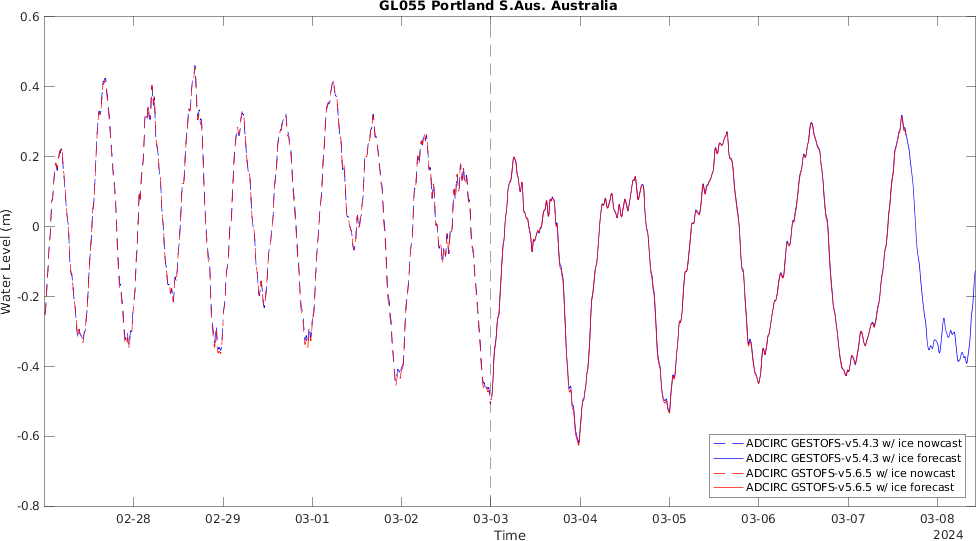 GL055 Portland S.Aus. Australia
0.6
0.4
0.2
0
-0.2
-0.4
-0.6
-0.8
Water Level (m)
ADCIRC GESTOFS-v5.4.3 w/ ice nowcast
ADCIRC GESTOFS-v5.4.3 w/ ice forecast
ADCIRC GSTOFS-v5.6.5 w/ ice nowcast
ADCIRC GSTOFS-v5.6.5 w/ ice forecast
02-28 02-29 03-01 03-02 03-03 03-04 03-05 03-06 03-07 03-08
Time
2024